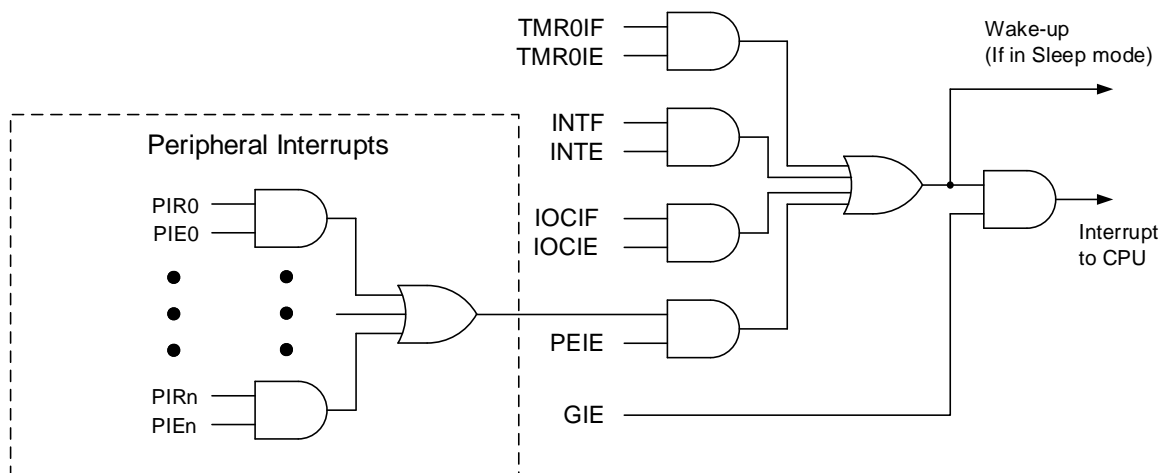 TMR0IF
TMR0IE
Wake-up
(If in Sleep mode)
Peripheral Interrupts
INTF
INTE
PIR0
PIE0
IOCIF
IOCIE
Interrupt
to CPU
PEIE
PIRn
PIEn
GIE